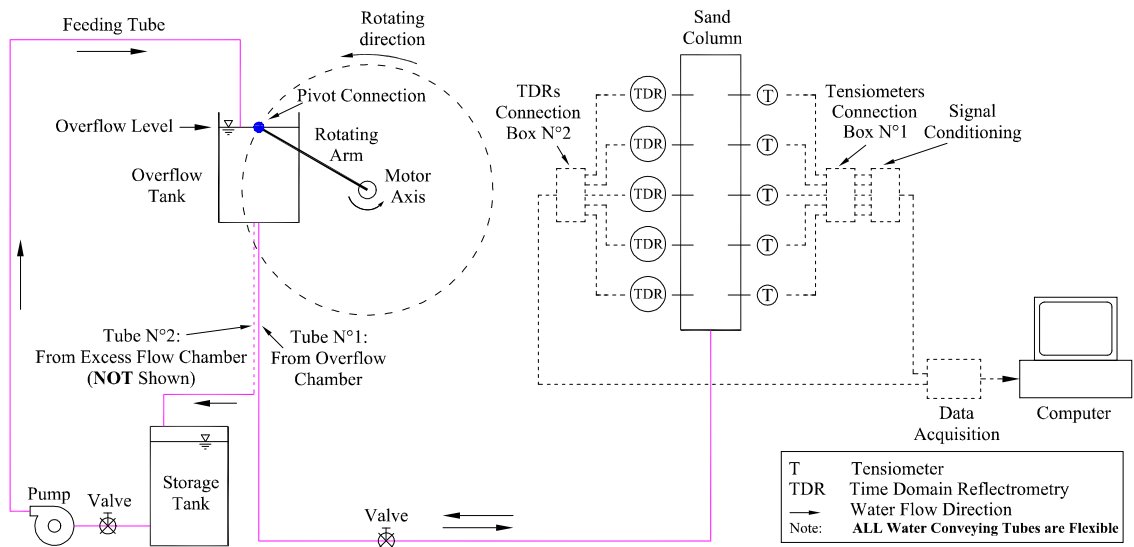 Feeding Tube
Rotating
direction
Pivot Connection
Overflow Level
Rotating
Arm
Overflow
Tank
Motor
Axis
Sand
Column
TDRs
Connection
Box N°2
Tensiometers
Connection
Box N°1
Signal
Conditioning
TDR
T
TDR
T
TDR
T
TDR
T
TDR
T
Tube N°2:
From Excess Flow Chamber
(NOT Shown)
Tube N°1:
From Overflow
Chamber
Data
Acquisition
Computer
Pump
Valve
Storage
Tank
Valve
T Tensiometer
TDR Time Domain Reflectrometry
Water Flow Direction
Note: ALL Water Conveying Tubes are Flexible